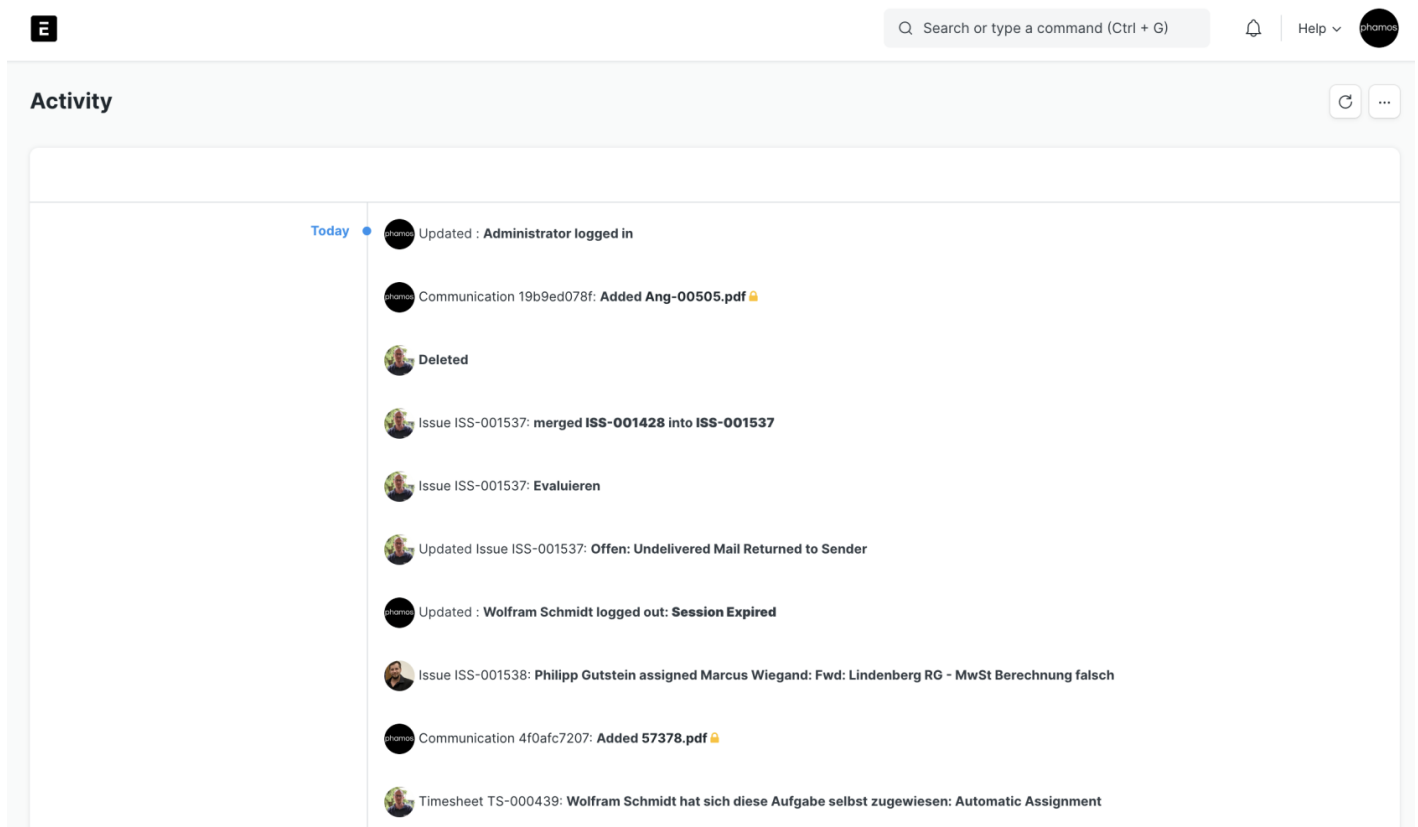 E
Search or type a command (Ctrl + G)
Help
phamos
Activity
...
Today
phamos Updated : Administrator logged in
phamos Communication 19b9ed078f: Added Ang-00505.pdf
Deleted
Issue ISS-001537: merged ISS-001428 into ISS-001537
Issue ISS-001537: Evaluieren
Updated Issue ISS-001537: Offen: Undelivered Mail Returned to Sender
phamos Updated : Wolfram Schmidt logged out: Session Expired
Issue ISS-001538: Philipp Gutstein assigned Marcus Wiegand: Fwd: Lindenberg RG - MwSt Berechnung falsch
phamos Communication 4f0afc7207: Added 57378.pdf
Timesheet TS-000439: Wolfram Schmidt hat sich diese Aufgabe selbst zugewiesen: Automatic Assignment